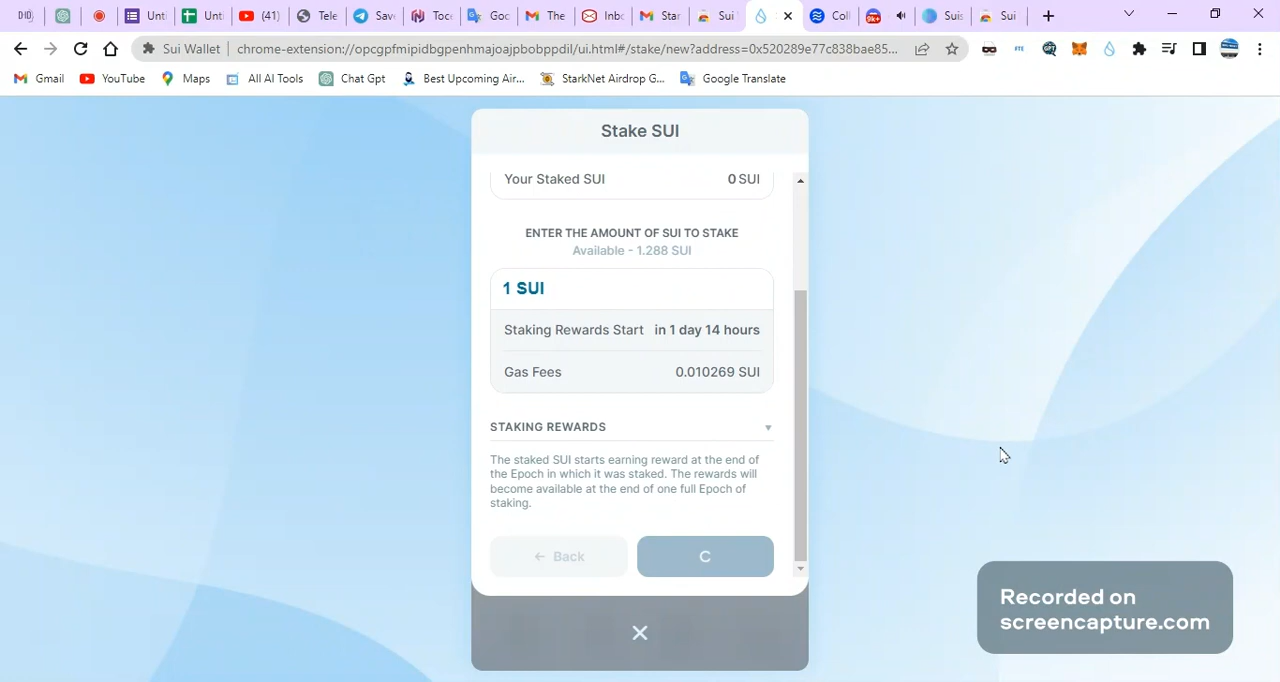 (41)
Tele
Save
Sui Wallet
chrome-extension://opcgpfmipidbgpenhmajoajpbobppdil/ui.html#/stake/new?address=0x520289e77c838bae85...
Gmail
YouTube
Maps
All AI Tools
Chat Gpt
Best Upcoming Air...
StarkNet Airdrop G...
Google Translate
Stake SUI
Your Staked SUI 0 SUI
ENTER THE AMOUNT OF SUI TO STAKE
Available - 1.288 SUI
1 SUI
Staking Rewards Start in 1 day 14 hours
Gas Fees 0.010269 SUI
STAKING REWARDS
The staked SUI starts earning reward at the end of
the Epoch in which it was staked. The rewards will
become available at the end of one full Epoch of
staking.
Back
Recorded on
screencapture.com